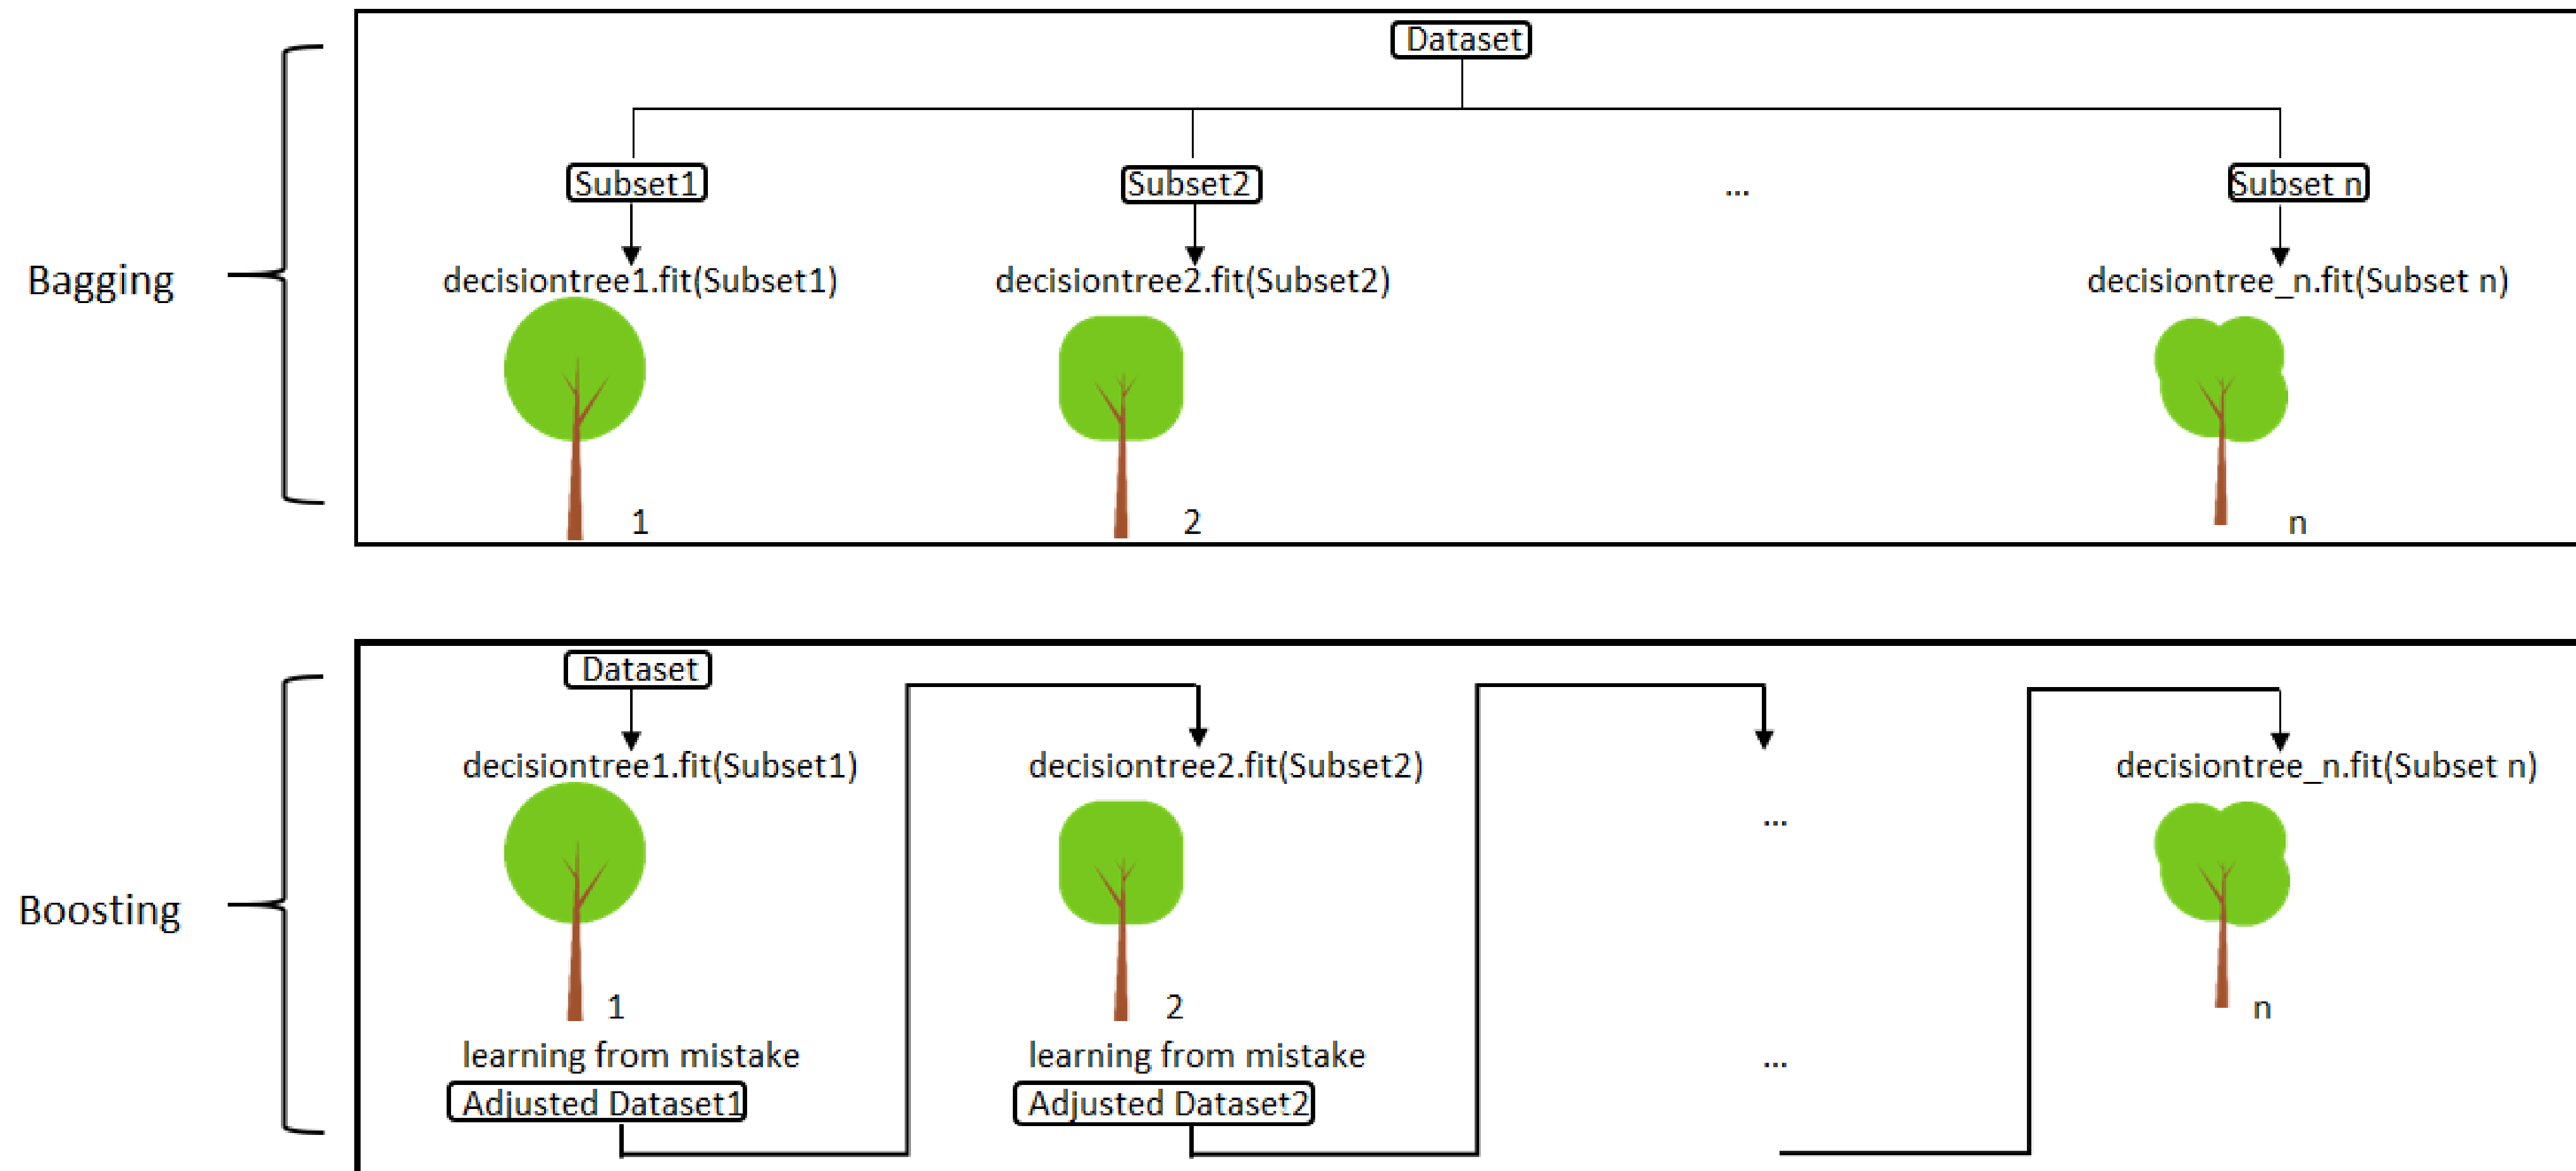 Dataset
Subset1
Subset2
...
Subset n
Bagging
decisiontree1.fit(Subset1)
decisiontree2.fit(Subset2)
decisiontree_n.fit(Subset n)
1
2
n
Dataset
decisiontree1.fit(Subset1)
decisiontree2.fit(Subset2)
decisiontree_n.fit(Subset n)
...
Boosting
1
2
n
learning from mistake
learning from mistake
...
Adjusted Dataset1
Adjusted Dataset2